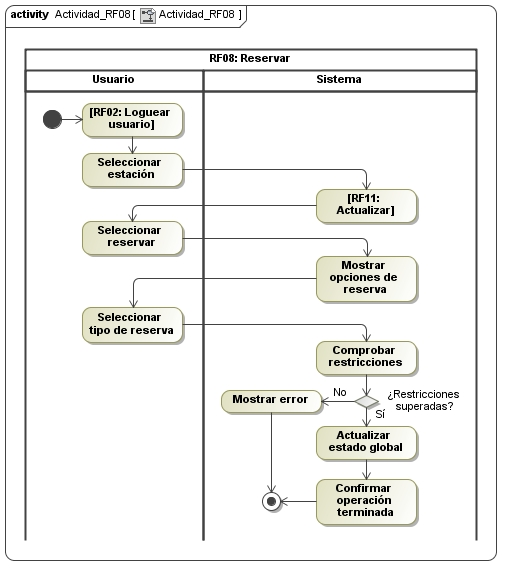 activity Actividad_RF08 [ Actividad_RF08 ]
RF08: Reservar
Usuario
Sistema
[RF02: Loguear
usuario]
Seleccionar
estación
[RF11:
Actualizar]
Seleccionar
reservar
Mostrar
opciones de
reserva
Seleccionar
tipo de reserva
Comprobar
restricciones
¿Restricciones
superadas?
No
Mostrar error
Sí
Actualizar
estado global
Confirmar
operación
terminada